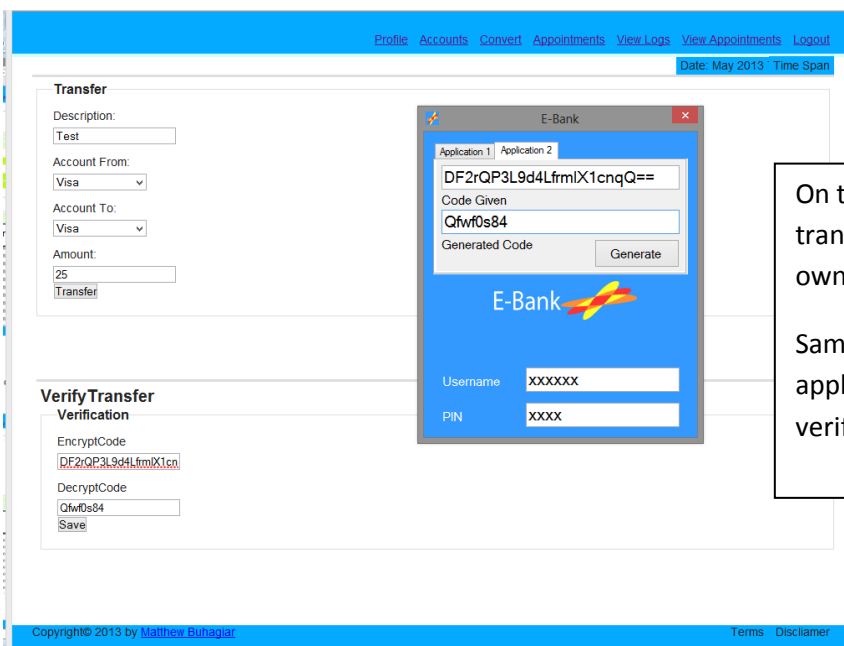 Profile Accounts Convert Appointments View Logs View Appointments Logout
Date: May 2013 Time Span
Transfer
Description:
Test
Account From:
Visa
Account To:
Visa
Amount:
25
Transfer
E-Bank
Application 1 Application 2
DF2rQP3L9d4LfrmlX1cnqQ==
Code Given
Qfwf0s84
Generated Code
Generate
E-Bank
Username xxxxxx
PIN xxxx
VerifyTransfer
Verification
EncryptCode
DF2rQP3L9d4LfrmlX1cn
DecryptCode
Qfwf0s84
Save
On t
tran
own
Sam
appl
verif
Copyright© 2013 by Matthew Buhagiar
Terms Discliamer